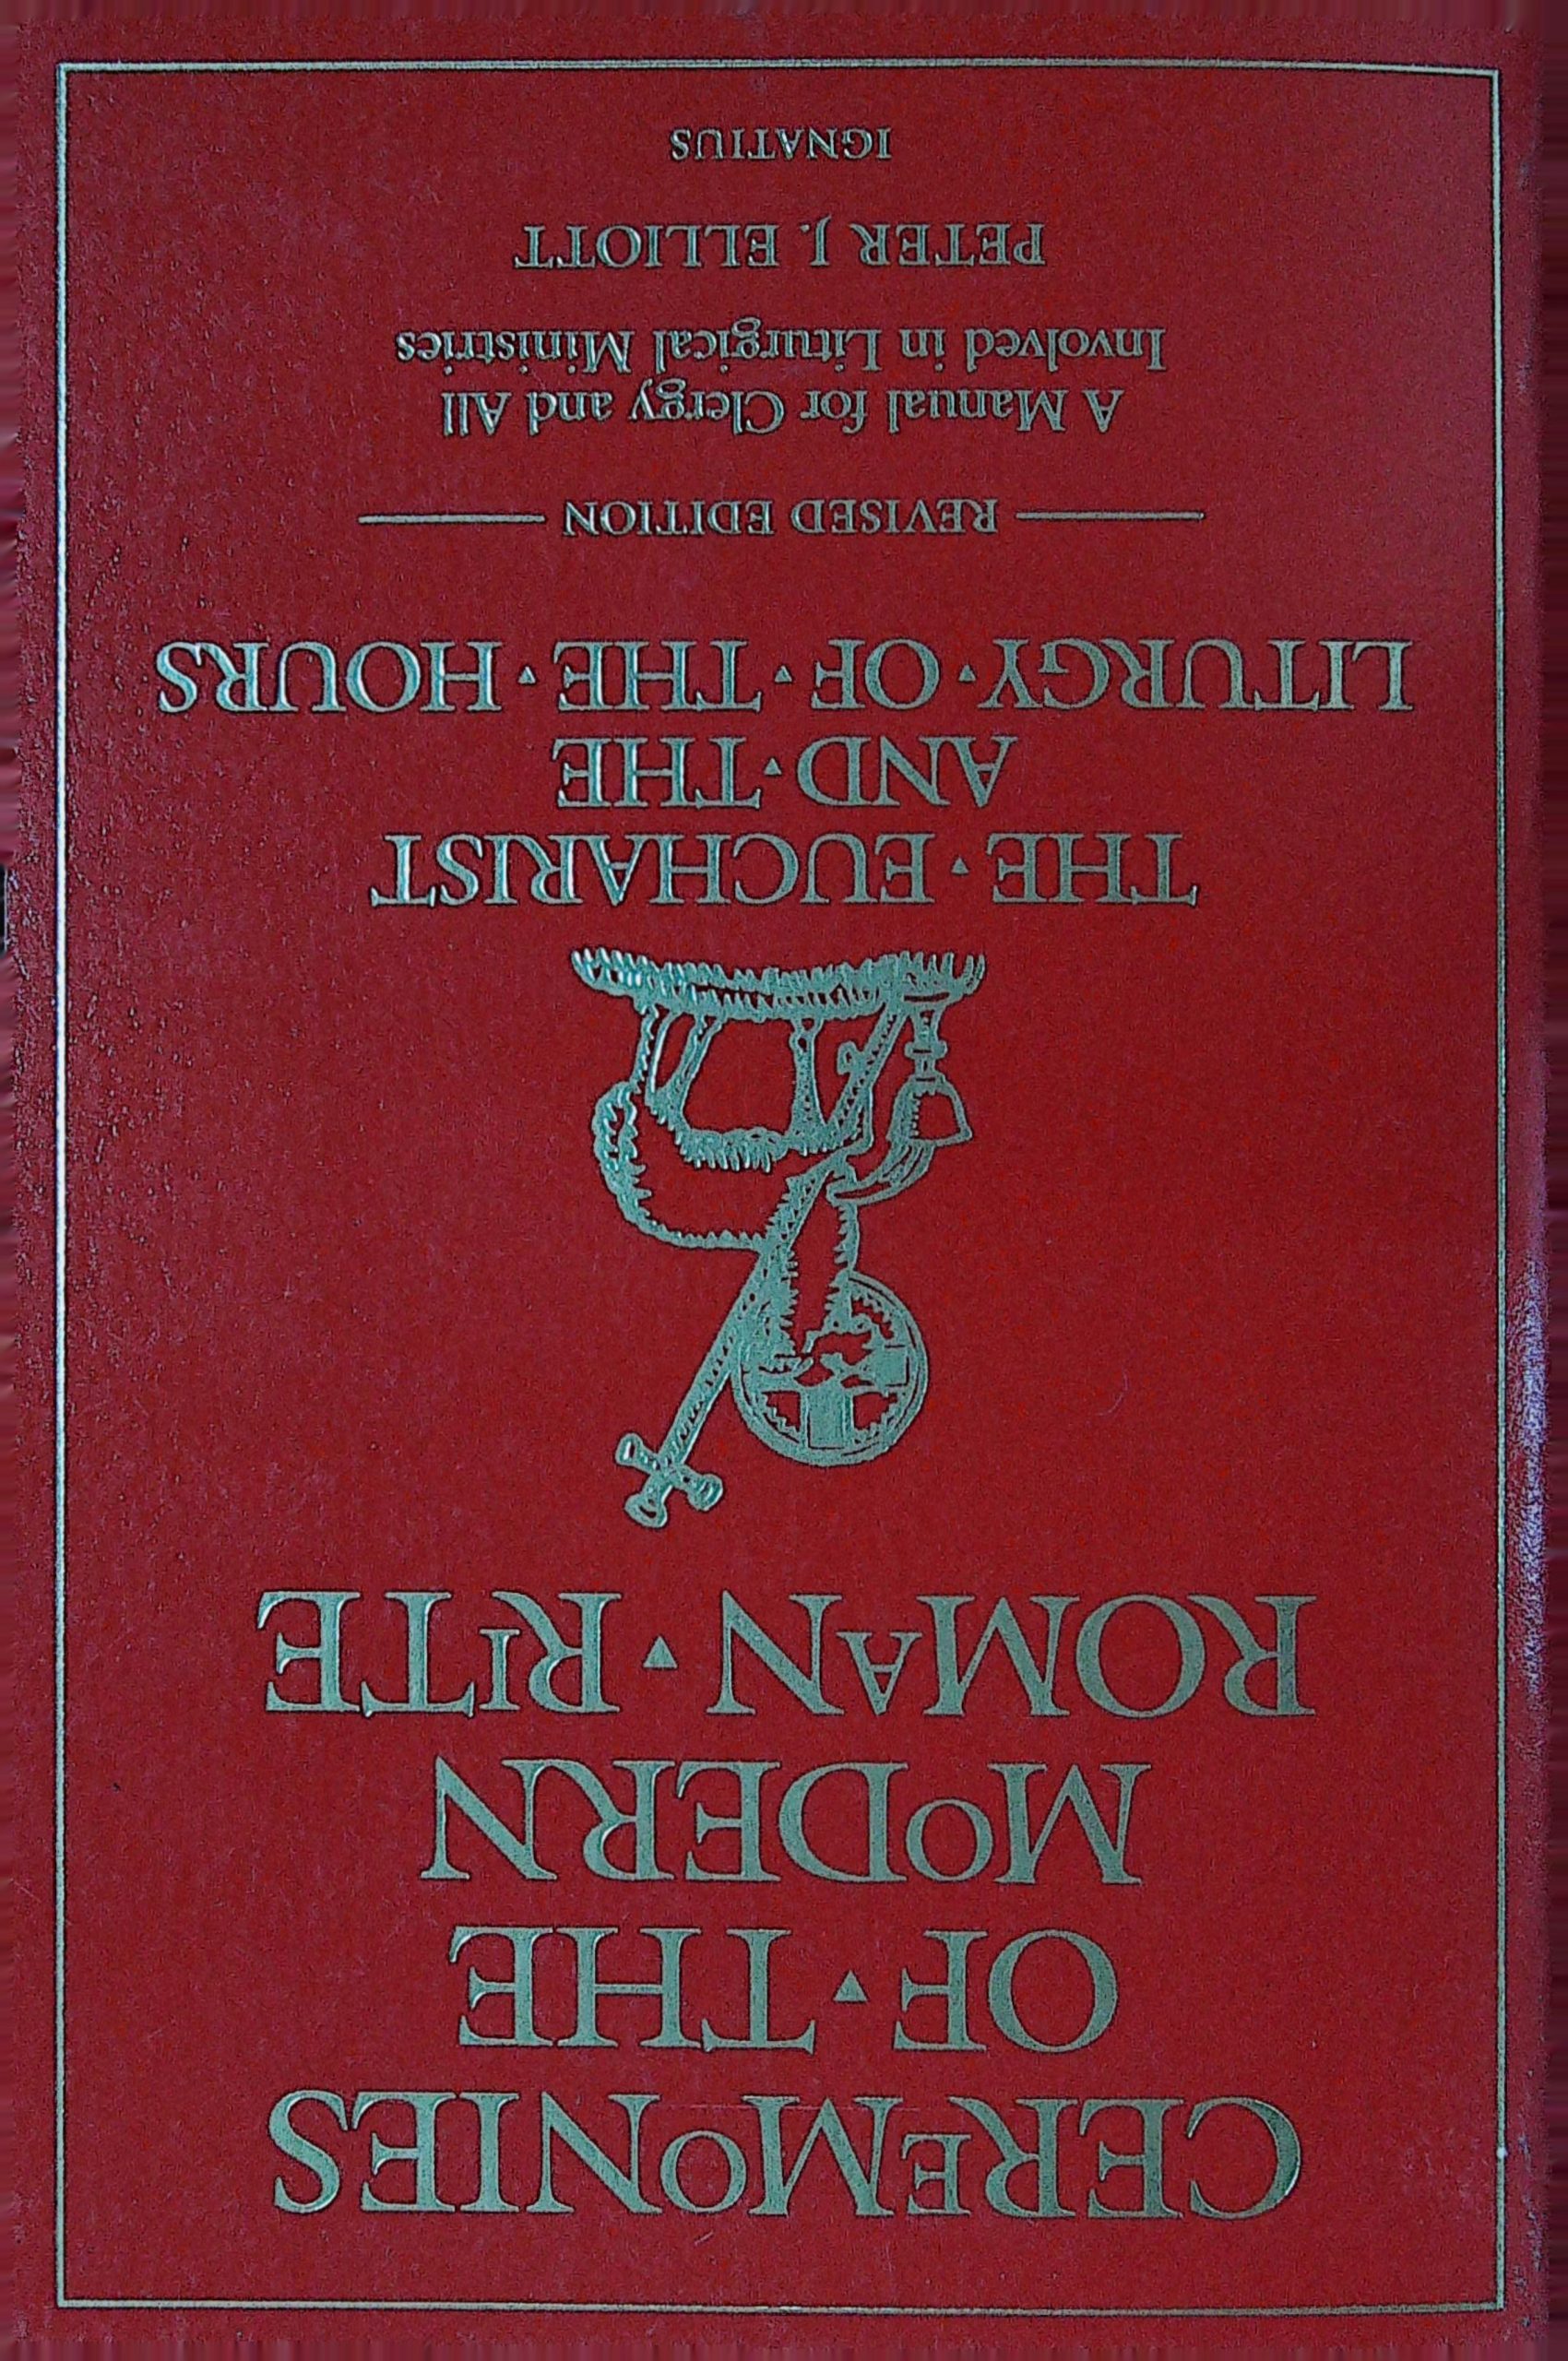 CEREMONIES
OF · THE
MODERN
ROMAN · RITE
THE · EUCHARIST
AND · THE
LITURGY · OF · THE · HOURS
REVISED EDITION
A Manual for Clergy and All
Involved in Liturgical Ministries
PETER J. ELLIOTT
IGNATIUS